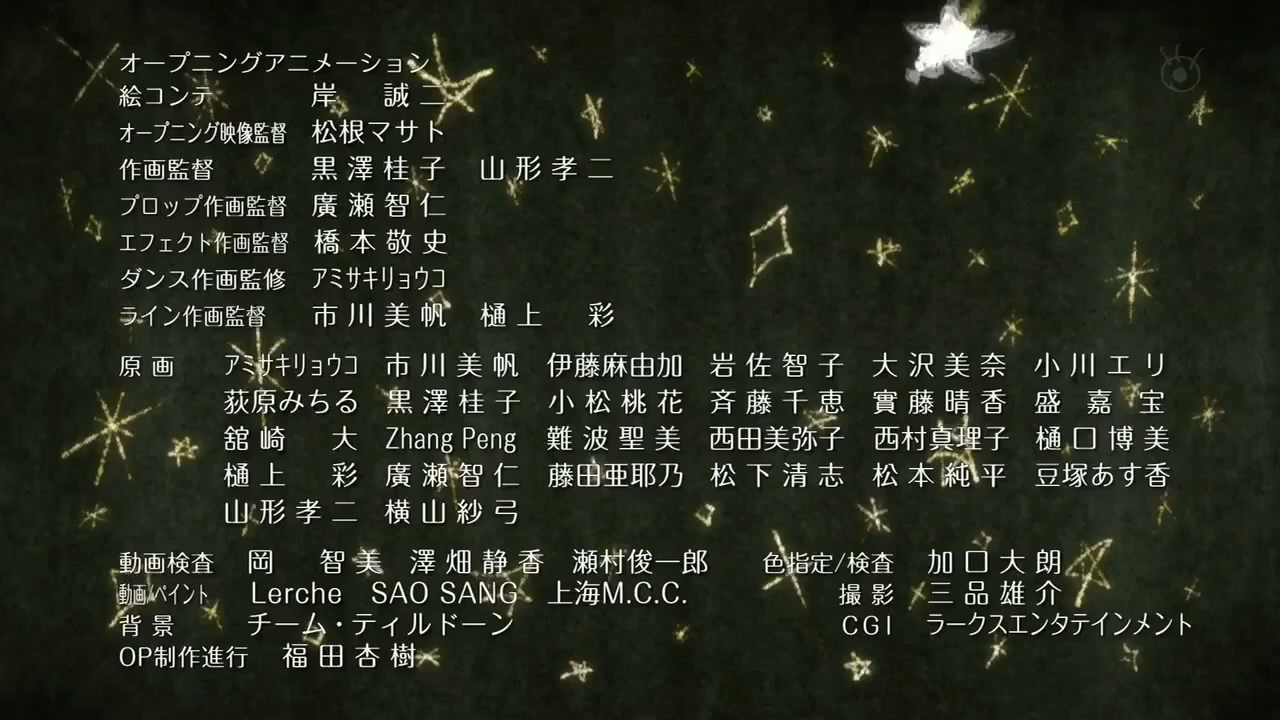 オープニングアニメーション
絵コンテ 岸 誠二
オープニング映像監督 松根マサト
作画監督 黒澤桂子 山形孝二
プロップ作画監督 廣瀬智仁
エフェクト作画監督 橋本敬史
ダンス作画監修 アミサキリョウコ
ライン作画監督 市川美帆 樋上 彩
原画 アミサキリョウコ 市川美帆 伊藤麻由加 岩佐智子 大沢美奈 小川エリ
荻原みちる 黒澤桂子 小松桃花 斉藤千恵 實藤晴香 盛嘉宝
舘崎 大 Zhang Peng 難波聖美 西田美弥子 西村真理子 樋口博美
樋上 彩 廣瀬智仁 藤田亜耶乃 松下清志 松本純平 豆塚あす香
山形孝二 横山紗弓
動画検査 岡 智美 澤畑静香 瀬村俊一郎 色指定/検査 加口大朗
動画/ペイント Lerche SAO SANG 上海M.C.C. 撮影 三品雄介
背景 チーム・ティルドーン CGI ラークスエンタテインメント
OP制作進行 福田杏樹